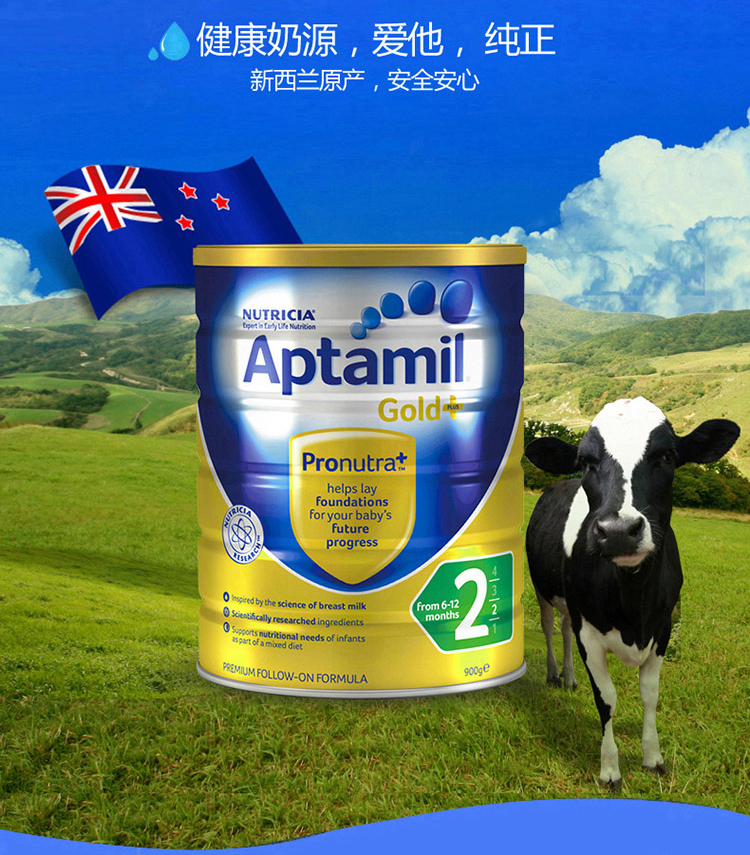 健康奶源，爱他，纯正
新西兰原产，安全安心
NUTRICIA
Expert in Early Life Nutrition
Aptamil
Gold+ PLUS
Pronutra+™
helps lay
foundations
for your baby's
future
progress
NUTRICIA
RESEARCH
Inspired by the science of breast milk
Scientifically researched ingredients
Supports nutritional needs of infants
as part of a mixed diet
from 6-12
months
2
4
3
2
1
PREMIUM FOLLOW-ON FORMULA
900g℮